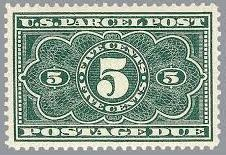 U.S. PARCEL POST
FIVE CENTS
5 5 5
FIVE CENTS
POSTAGE DUE